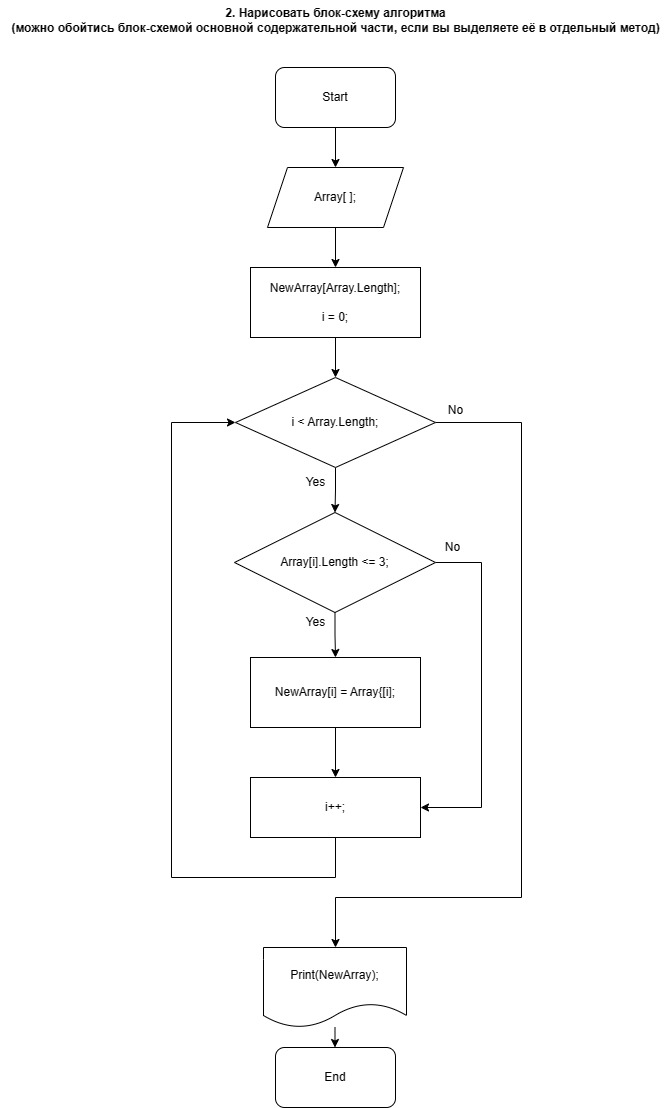 2. Нарисовать блок-схему алгоритма
(можно обойтись блок-схемой основной содержательной части, если вы выделяете её в отдельный метод)
Start
Array[ ];
NewArray[Array.Length];
i = 0;
i < Array.Length;
No
Yes
Array[i].Length <= 3;
No
Yes
NewArray[i] = Array{[i];
i++;
Print(NewArray);
End